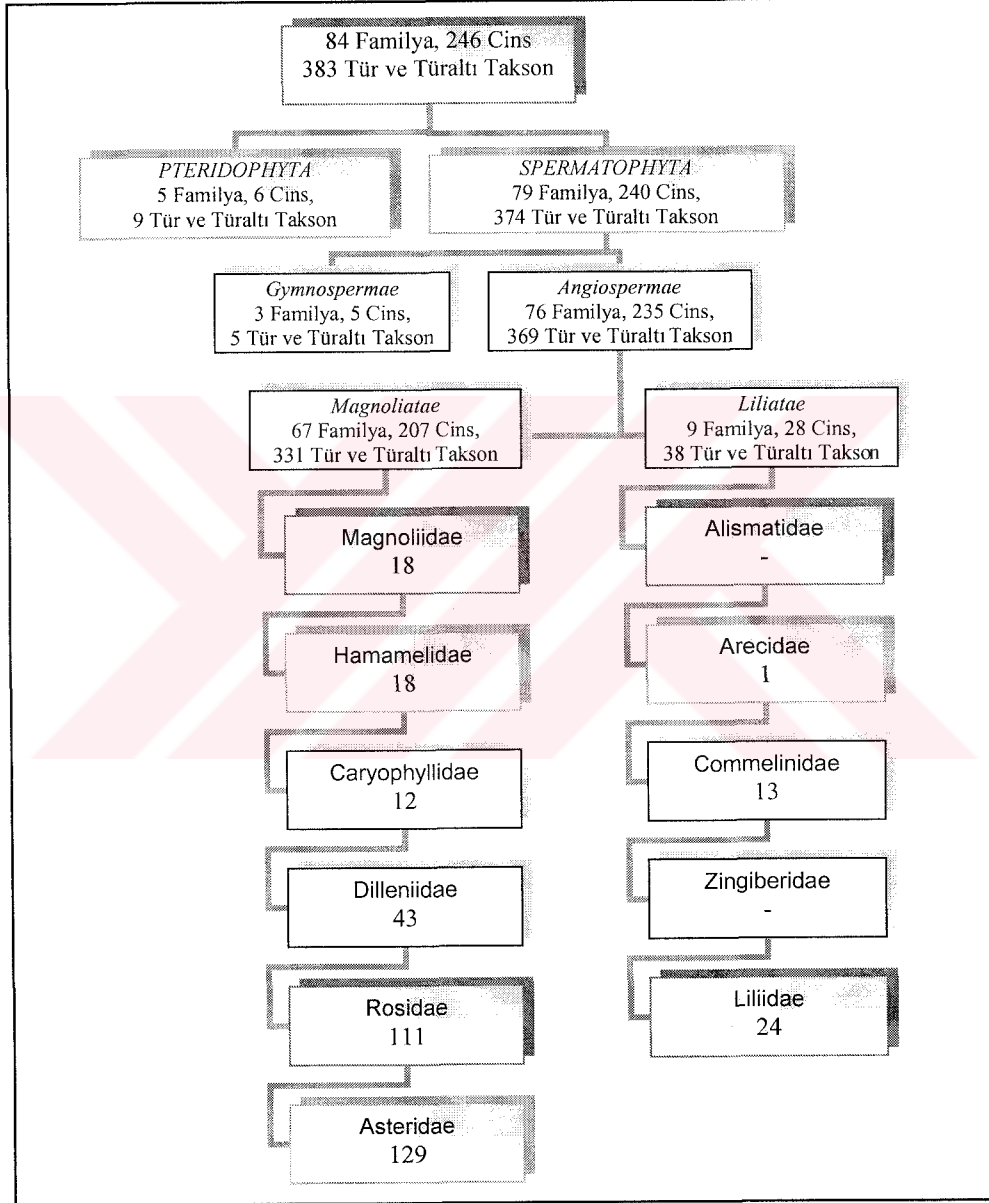 84 Familya, 246 Cins
383 Tür ve Türaltı Takson
PTERIDOPHYTA
5 Familya, 6 Cins,
9 Tür ve Türaltı Takson
SPERMATOPHYTA
79 Familya, 240 Cins,
374 Tür ve Türaltı Takson
Gymnospermae
3 Familya, 5 Cins,
5 Tür ve Türaltı Takson
Angiospermae
76 Familya, 235 Cins,
369 Tür ve Türaltı Takson
Magnoliatae
67 Familya, 207 Cins,
331 Tür ve Türaltı Takson
Liliatae
9 Familya, 28 Cins,
38 Tür ve Türaltı Takson
Magnoliidae
18
Hamamelidae
18
Caryophyllidae
12
Dilleniidae
43
Rosidae
111
Asteridae
129
Alismatidae
-
Arecidae
1
Commelinidae
13
Zingiberidae
-
Liliidae
24